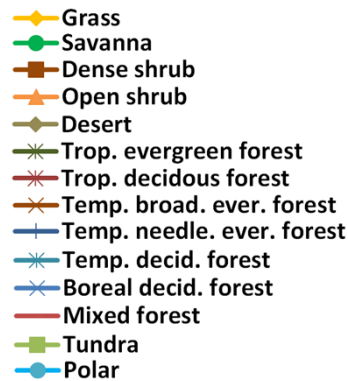 Grass
Savanna
Dense shrub
Open shrub
Desert
Trop. evergreen forest
Trop. decidous forest
Temp. broad. ever. forest
Temp. needle. ever. forest
Temp. decid. forest
Boreal decid. forest
Mixed forest
Tundra
Polar